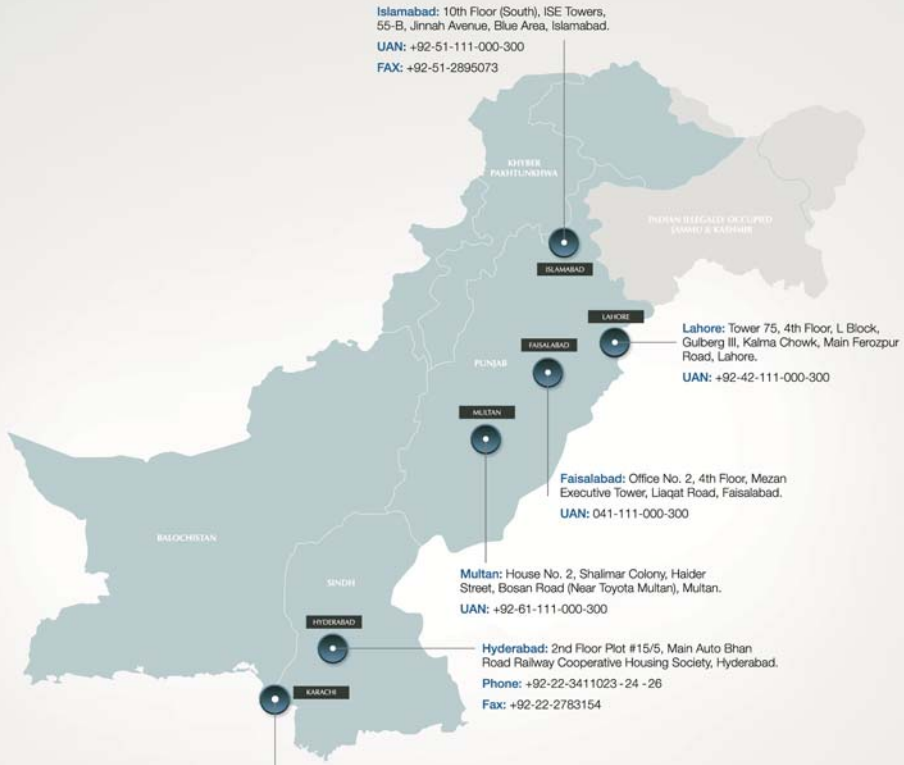 Islamabad: 10th Floor (South), ISE Towers,
55-B, Jinnah Avenue, Blue Area, Islamabad.
UAN: +92-51-111-000-300
FAX: +92-51-2895073
KHYBER
PAKHTUNKHWA
INDIAN ILLEGALLY OCCUPIED
JAMMU & KASHMIR
ISLAMABAD
LAHORE
Lahore: Tower 75, 4th Floor, L Block,
Gulberg III, Kalma Chowk, Main Ferozpur
Road, Lahore.
UAN: +92-42-111-000-300
FAISALABAD
PUNJAB
MULTAN
Faisalabad: Office No. 2, 4th Floor, Mezan
Executive Tower, Liaqat Road, Faisalabad.
UAN: 041-111-000-300
BALOCHISTAN
Multan: House No. 2, Shalimar Colony, Haider
Street, Bosan Road (Near Toyota Multan), Multan.
UAN: +92-61-111-000-300
SINDH
HYDERABAD
Hyderabad: 2nd Floor Plot #15/5, Main Auto Bhan
Road Railway Cooperative Housing Society, Hyderabad.
Phone: +92-22-3411023 - 24 - 26
Fax: +92-22-2783154
KARACHI